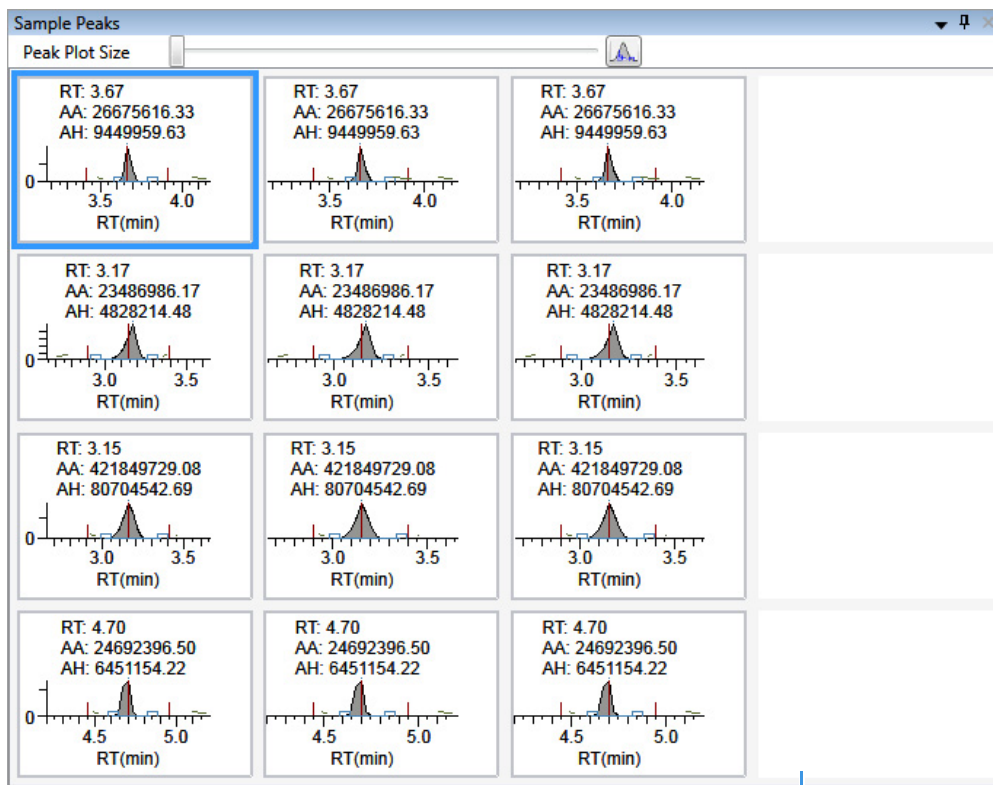 Sample Peaks
Peak Plot Size
RT: 3.67
AA: 26675616.33
AH: 9449959.63
0
3.5 4.0
RT(min)
RT: 3.67
AA: 26675616.33
AH: 9449959.63
3.5 4.0
RT(min)
RT: 3.67
AA: 26675616.33
AH: 9449959.63
3.5 4.0
RT(min)
RT: 3.17
AA: 23486986.17
AH: 4828214.48
0
3.0 3.5
RT(min)
RT: 3.17
AA: 23486986.17
AH: 4828214.48
3.0 3.5
RT(min)
RT: 3.17
AA: 23486986.17
AH: 4828214.48
3.0 3.5
RT(min)
RT: 3.15
AA: 421849729.08
AH: 80704542.69
0
3.0 3.5
RT(min)
RT: 3.15
AA: 421849729.08
AH: 80704542.69
3.0 3.5
RT(min)
RT: 3.15
AA: 421849729.08
AH: 80704542.69
3.0 3.5
RT(min)
RT: 4.70
AA: 24692396.50
AH: 6451154.22
0
4.5 5.0
RT(min)
RT: 4.70
AA: 24692396.50
AH: 6451154.22
4.5 5.0
RT(min)
RT: 4.70
AA: 24692396.50
AH: 6451154.22
4.5 5.0
RT(min)